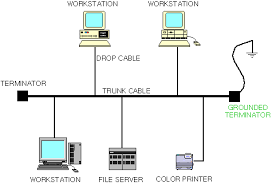 WORKSTATION WORKSTATION
DROP CABLE
TERMINATOR
TRUNK CABLE
GROUNDED
TERMINATOR
WORKSTATION FILE SERVER COLOR PRINTER